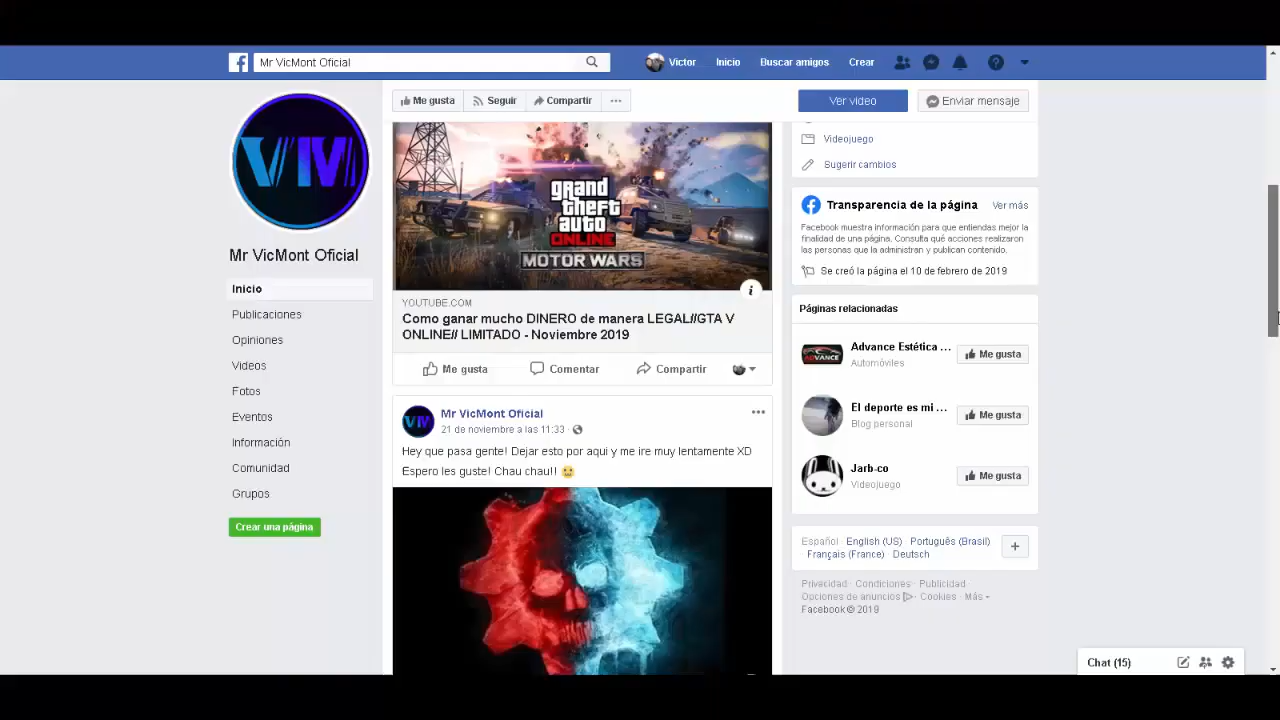 Mr VicMont Oficial
Victor
Inicio
Buscar amigos
Crear
VIM
Mr VicMont Oficial
Inicio
Publicaciones
Opiniones
Videos
Fotos
Eventos
Información
Comunidad
Grupos
Crear una página
Me gusta
Seguir
Compartir
Ver video
Enviar mensaje
grand
theft
auto
ONLINE
MOTOR WARS
YOUTUBE.COM
Como ganar mucho DINERO de manera LEGAL//GTA V
ONLINE// LIMITADO - Noviembre 2019
Me gusta
Comentar
Compartir
Mr VicMont Oficial
21 de noviembre a las 11:33
Hey que pasa gente! Dejar esto por aqui y me ire muy lentamente XD
Espero les guste! Chau chau!!
Videojuego
Sugerir cambios
Transparencia de la página
Ver más
Facebook muestra información para que entiendas mejor la
finalidad de una página. Consulta qué acciones realizaron
las personas que la administran y publican contenido.
Se creó la página el 10 de febrero de 2019
Páginas relacionadas
Advance Estética ...
Automóviles
Me gusta
El deporte es mi ...
Blog personal
Me gusta
Jarb-co
Videojuego
Me gusta
Español · English (US) · Português (Brasil)
· Français (France) · Deutsch
Privacidad · Condiciones · Publicidad ·
Opciones de anuncios · Cookies · Más
Facebook © 2019
Chat (15)